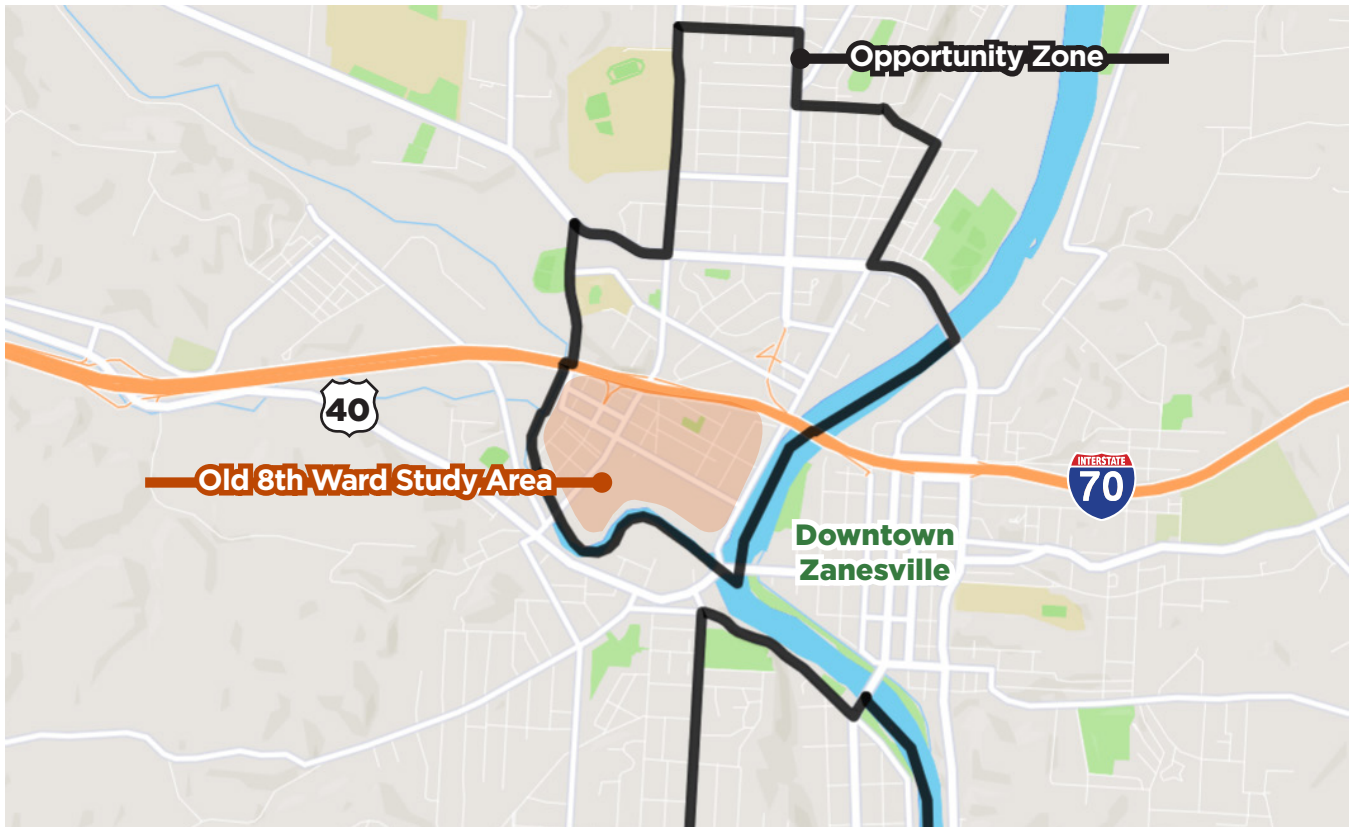 Opportunity Zone
40
Old 8th Ward Study Area
INTERSTATE
70
Downtown
Zanesville